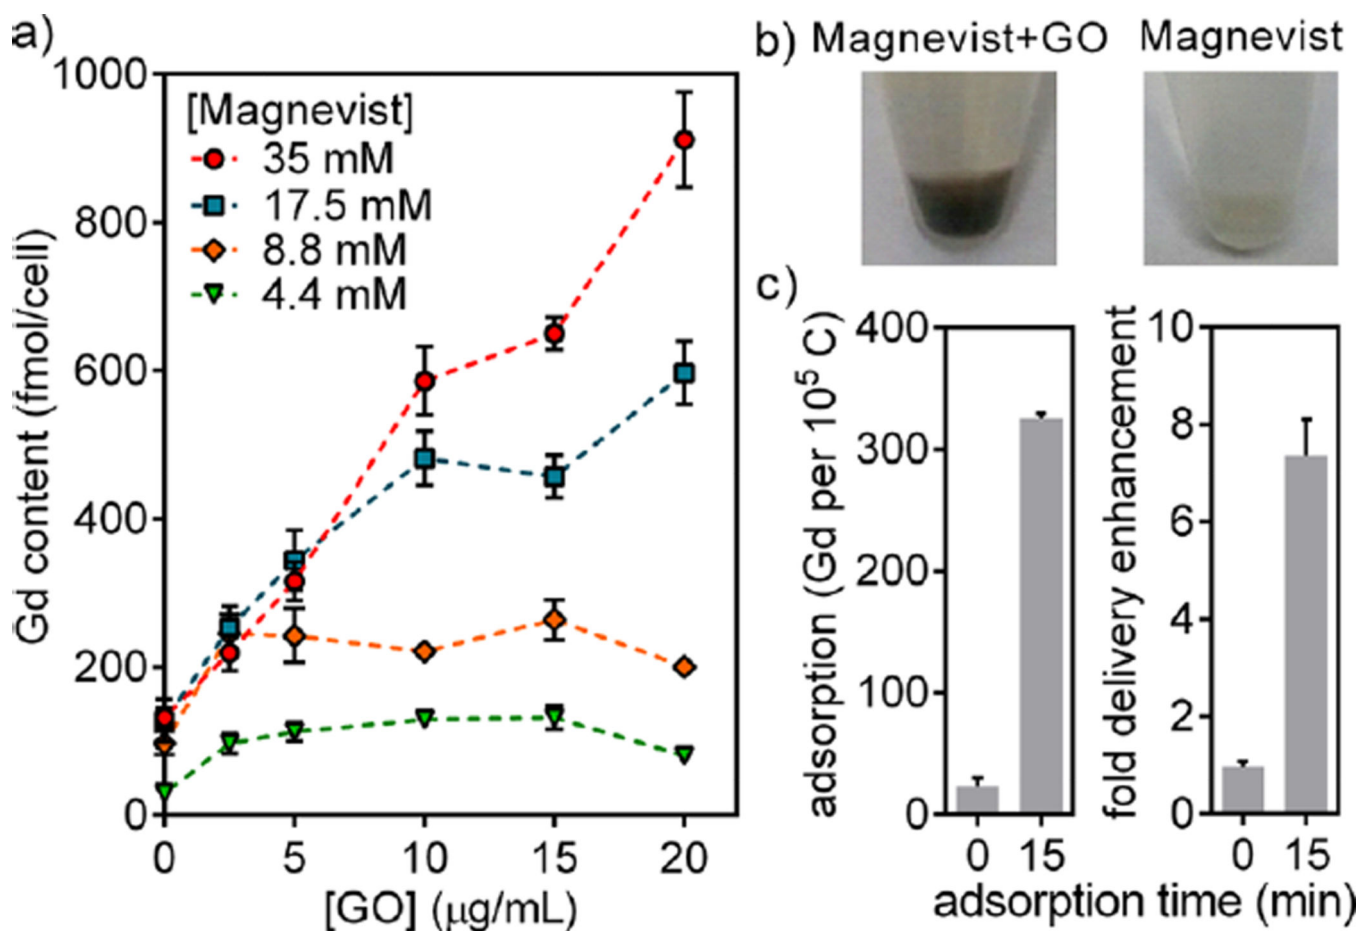 a)
1000
800
600
400
200
0
Gd content (fmol/cell)
[Magnevist]
35 mM
17.5 mM
8.8 mM
4.4 mM
0 5 10 15 20
[GO] (μg/mL)
b) Magnevist+GO Magnevist
c)
adsorption (Gd per 10⁵ C)
400
300
200
100
0
0 15
fold delivery enhancement
10
8
6
4
2
0
0 15
adsorption time (min)